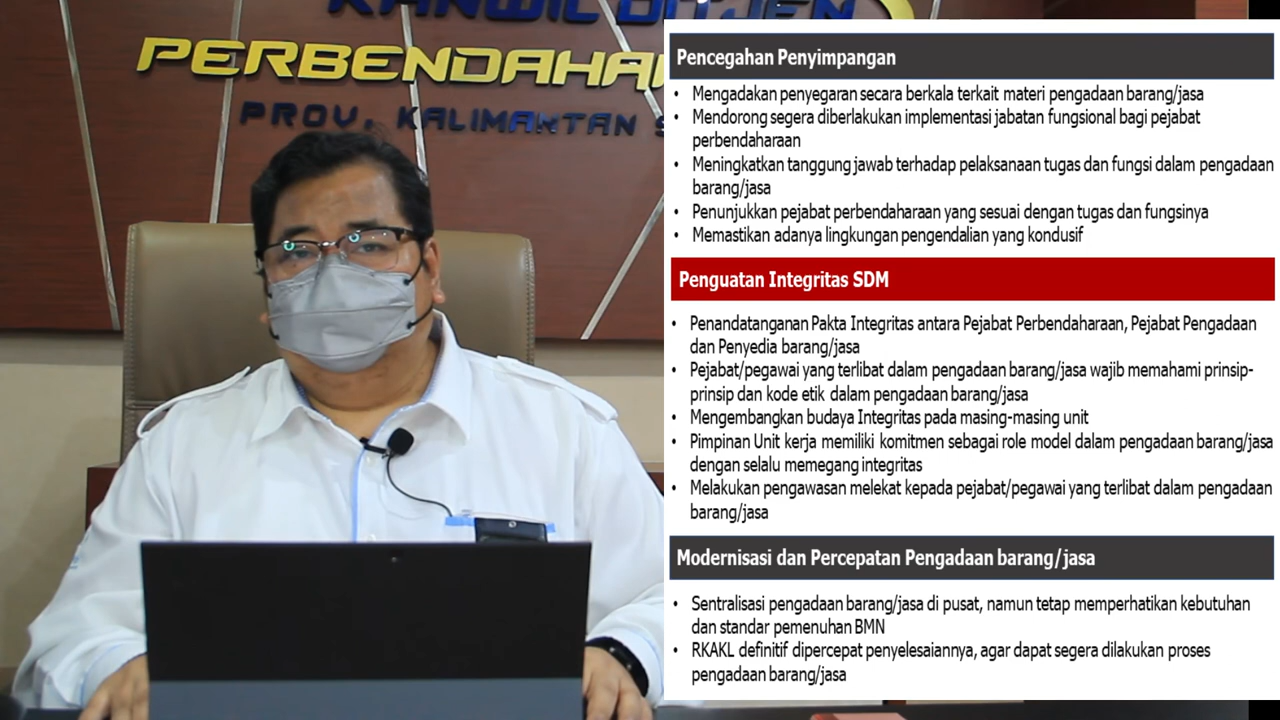 KANWIL DITJEN
PERBENDAHA
PROV. KALIMANTAN S
Pencegahan Penyimpangan
• Mengadakan penyegaran secara berkala terkait materi pengadaan barang/jasa
• Mendorong segera diberlakukan implementasi jabatan fungsional bagi pejabat
perbendaharaan
• Meningkatkan tanggung jawab terhadap pelaksanaan tugas dan fungsi dalam pengadaan
barang/jasa
• Penunjukkan pejabat perbendaharaan yang sesuai dengan tugas dan fungsinya
• Memastikan adanya lingkungan pengendalian yang kondusif
Penguatan Integritas SDM
• Penandatanganan Pakta Integritas antara Pejabat Perbendaharaan, Pejabat Pengadaan
dan Penyedia barang/jasa
• Pejabat/pegawai yang terlibat dalam pengadaan barang/jasa wajib memahami prinsip-
prinsip dan kode etik dalam pengadaan barang/jasa
• Mengembangkan budaya Integritas pada masing-masing unit
• Pimpinan Unit kerja memiliki komitmen sebagai role model dalam pengadaan barang/jasa
dengan selalu memegang integritas
• Melakukan pengawasan melekat kepada pejabat/pegawai yang terlibat dalam pengadaan
barang/jasa
Modernisasi dan Percepatan Pengadaan barang/jasa
• Sentralisasi pengadaan barang/jasa di pusat, namun tetap memperhatikan kebutuhan
dan standar pemenuhan BMN
• RKAKL definitif dipercepat penyelesaiannya, agar dapat segera dilakukan proses
pengadaan barang/jasa